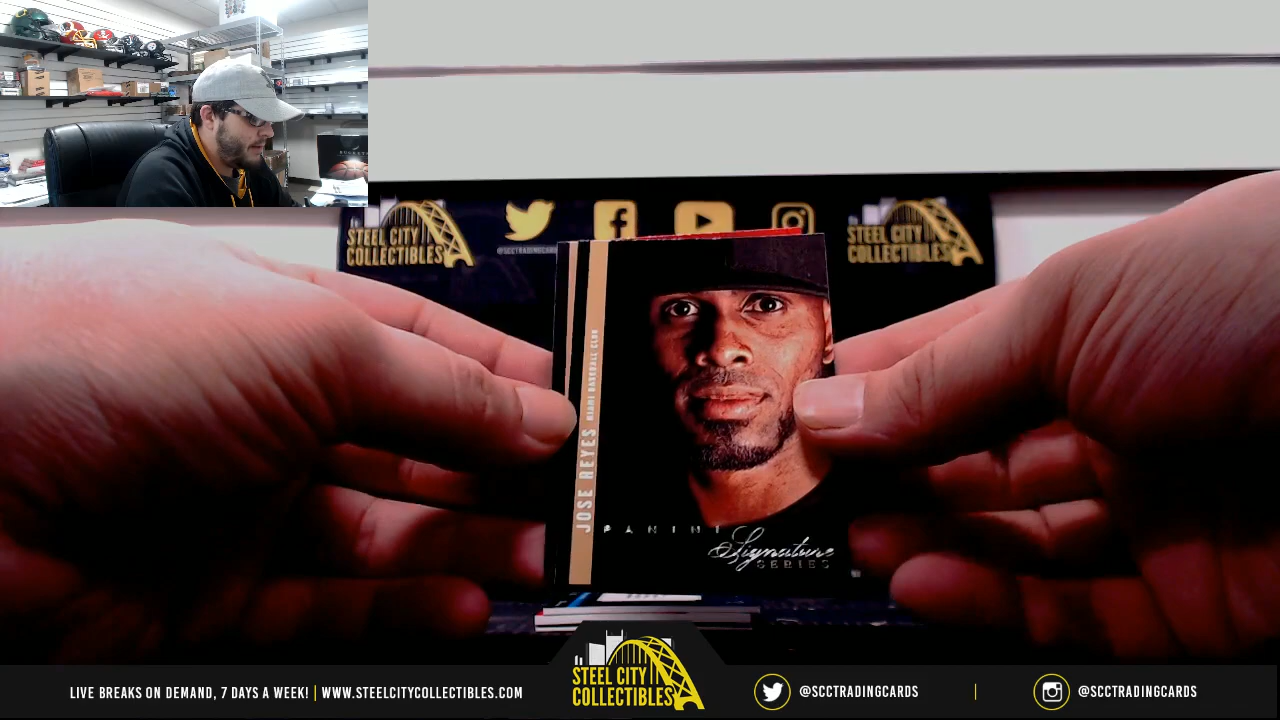 STEEL CITY
COLLECTIBLES
STEEL CITY
COLLECTIBLES
JOSE REYES MIAMI BASEBALL CLUB
PANINI
Signature
SERIES
STEEL CITY
COLLECTIBLES
LIVE BREAKS ON DEMAND, 7 DAYS A WEEK! | WWW.STEELCITYCOLLECTIBLES.COM
@SCCTRADINGCARDS | @SCCTRADINGCARDS